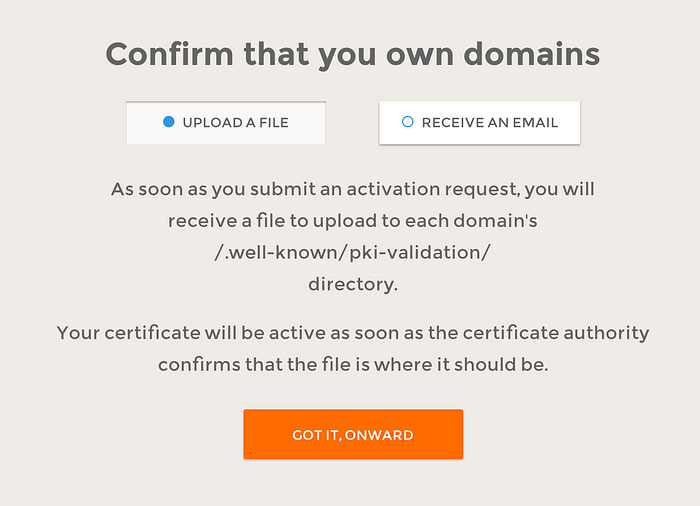 Confirm that you own domains
UPLOAD A FILE
RECEIVE AN EMAIL
As soon as you submit an activation request, you will
receive a file to upload to each domain's
/.well-known/pki-validation/
directory.
Your certificate will be active as soon as the certificate authority
confirms that the file is where it should be.
GOT IT, ONWARD